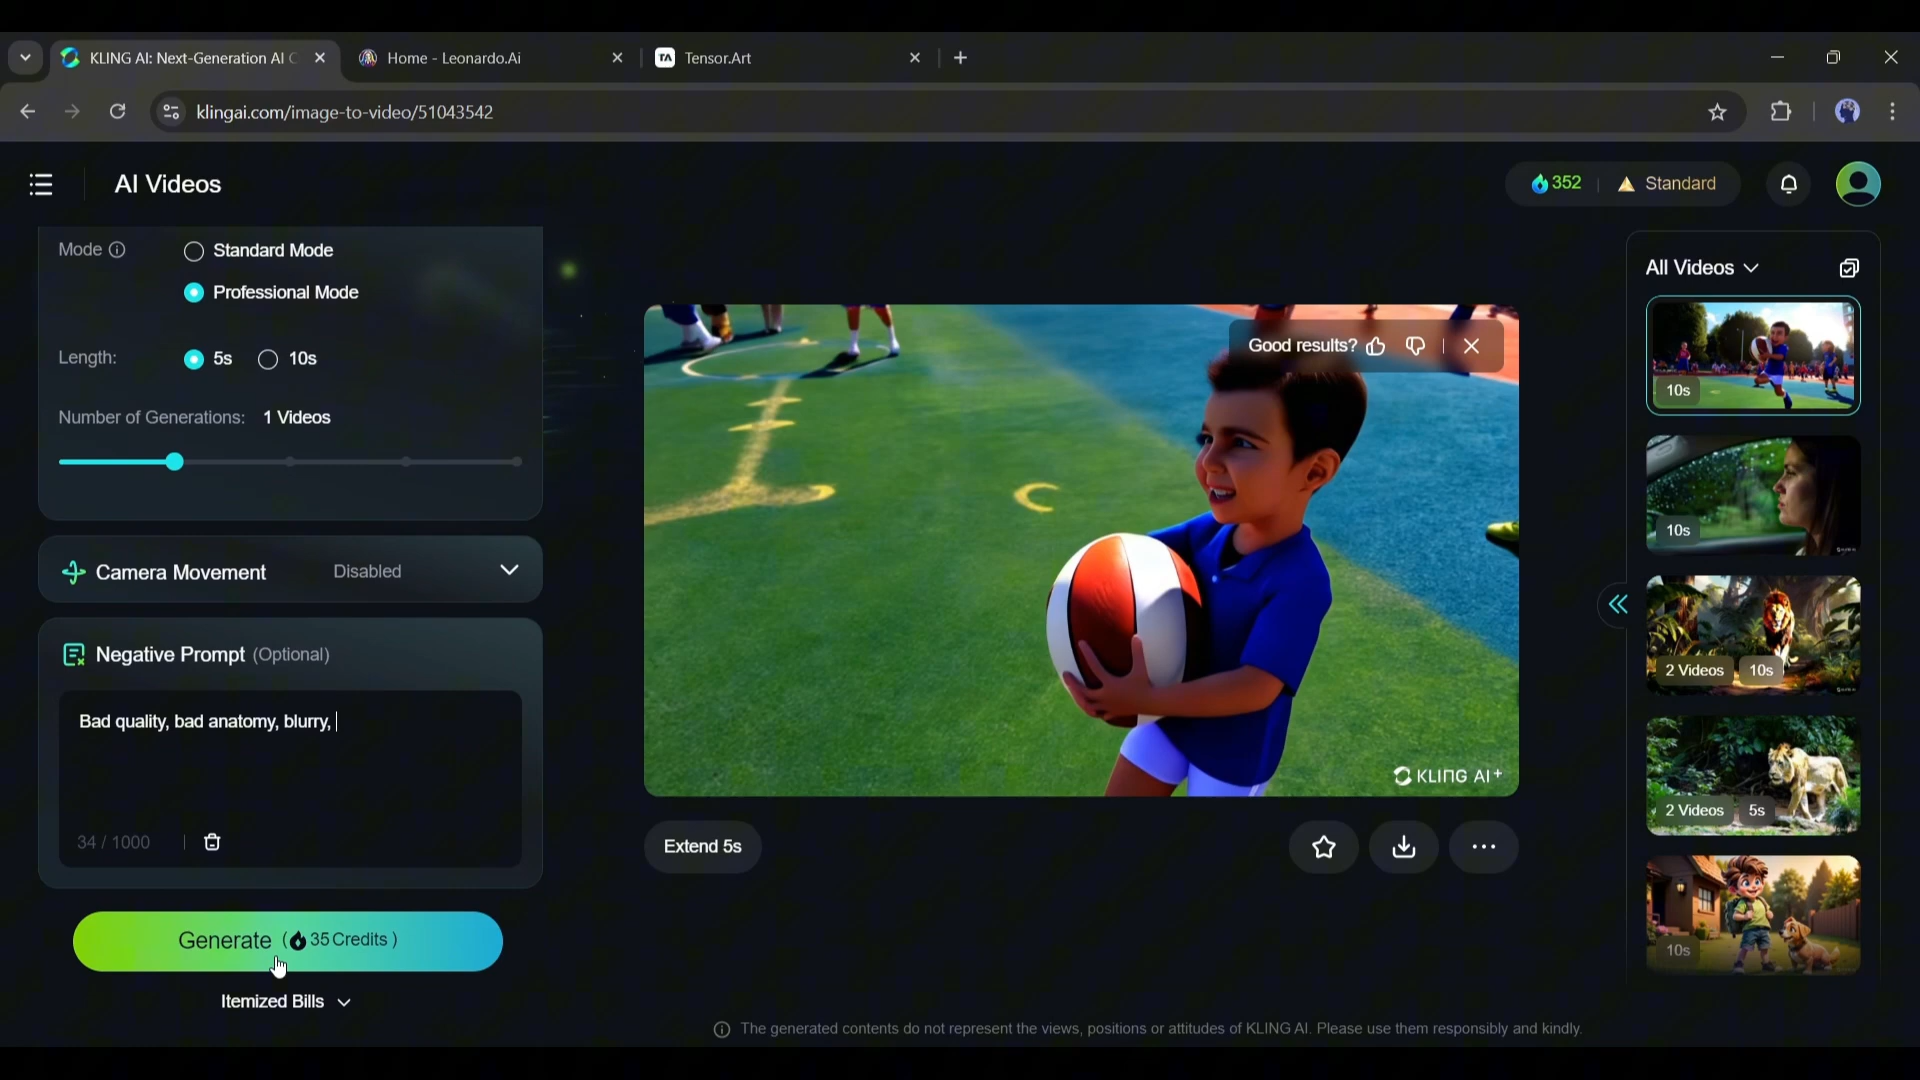 KLING AI: Next-Generation AI C
Home - Leonardo.Ai
TA Tensor.Art
klingai.com/image-to-video/51043542
AI Videos
352
Standard
Mode
Standard Mode
Professional Mode
Length:
5s
10s
Number of Generations: 1 Videos
Camera Movement
Disabled
Negative Prompt (Optional)
Bad quality, bad anatomy, blurry,
34 / 1000
Generate ( 35 Credits )
Itemized Bills
Good results?
KLING AI+
Extend 5s
All Videos
10s
10s
2 Videos 10s
2 Videos 5s
10s
The generated contents do not represent the views, positions or attitudes of KLING AI. Please use them responsibly and kindly.